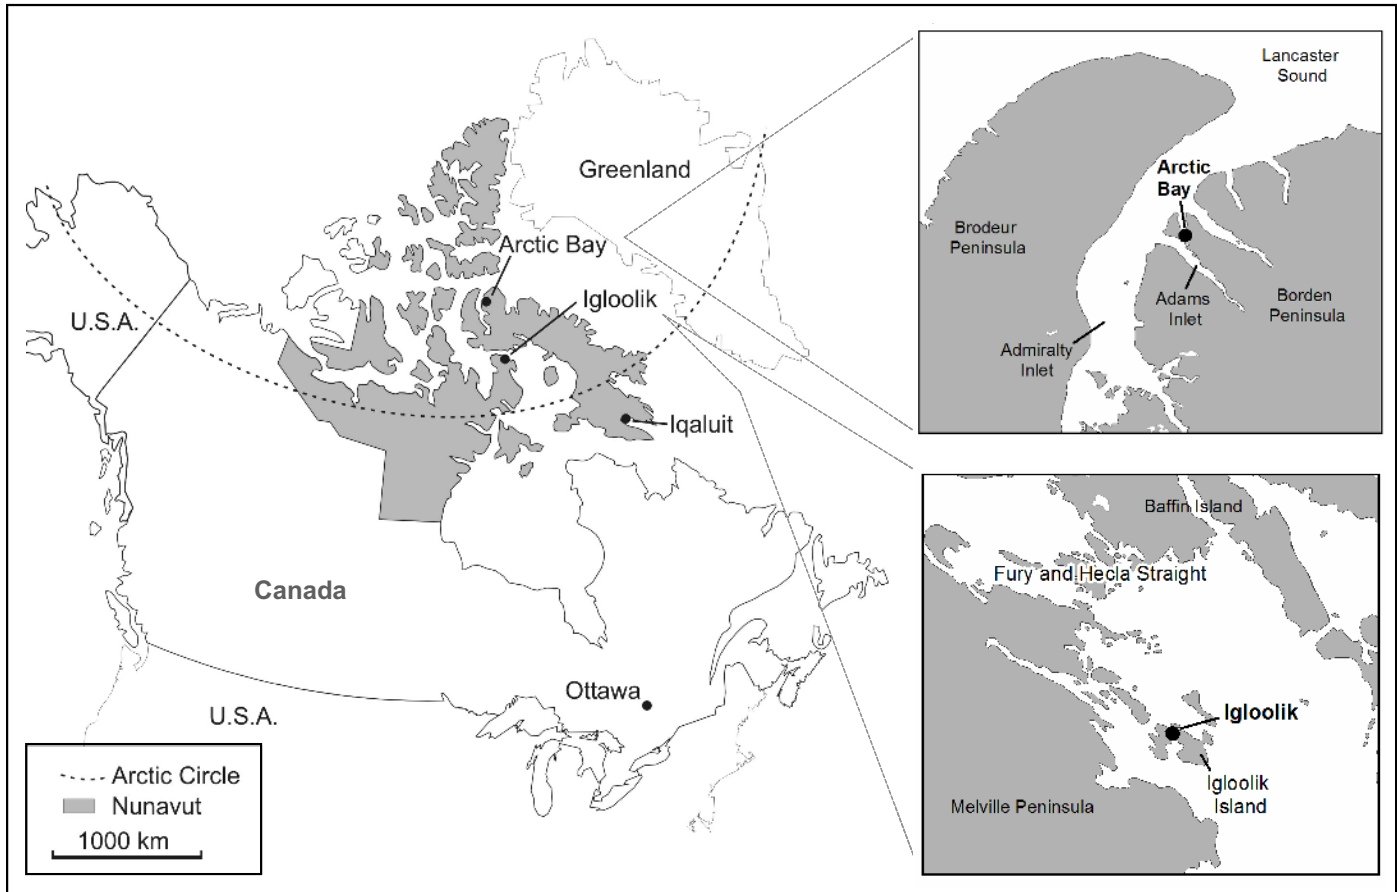 Greenland
Arctic Bay
Igloolik
U.S.A.
Iqaluit
Canada
Ottawa
U.S.A.
Arctic Circle
Nunavut
1000 km
Lancaster
Sound
Arctic
Bay
Brodeur
Peninsula
Adams
Inlet
Borden
Peninsula
Admiralty
Inlet
Baffin Island
Fury and Hecla Straight
Igloolik
Igloolik
Island
Melville Peninsula